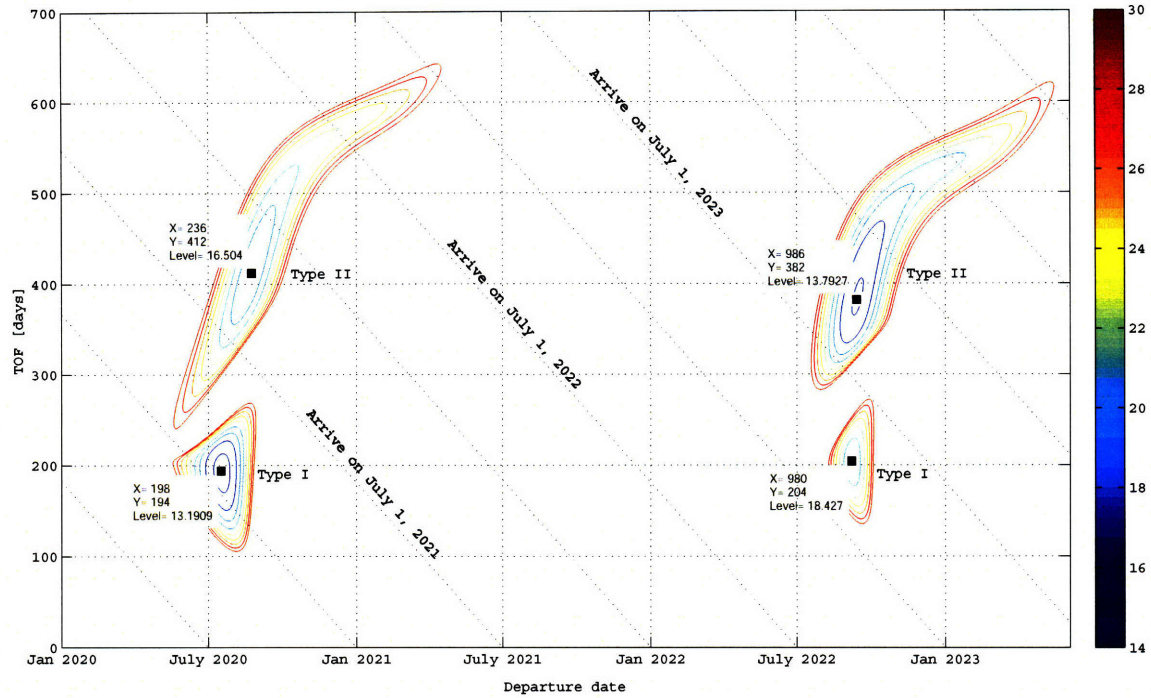 700
600
500
400
300
200
100
0
TOF [days]
Jan 2020
July 2020
Jan 2021
July 2021
Jan 2022
July 2022
Jan 2023
Departure date
X= 236
Y= 412
Level= 16.504
Type II
X= 198
Y= 194
Level= 13.1909
Type I
Arrive on July 1, 2021
Arrive on July 1, 2022
Arrive on July 1, 2023
X= 986
Y= 382
Level= 13.7927
Type II
X= 980
Y= 204
Level= 18.427
Type I
30
28
26
24
22
20
18
16
14